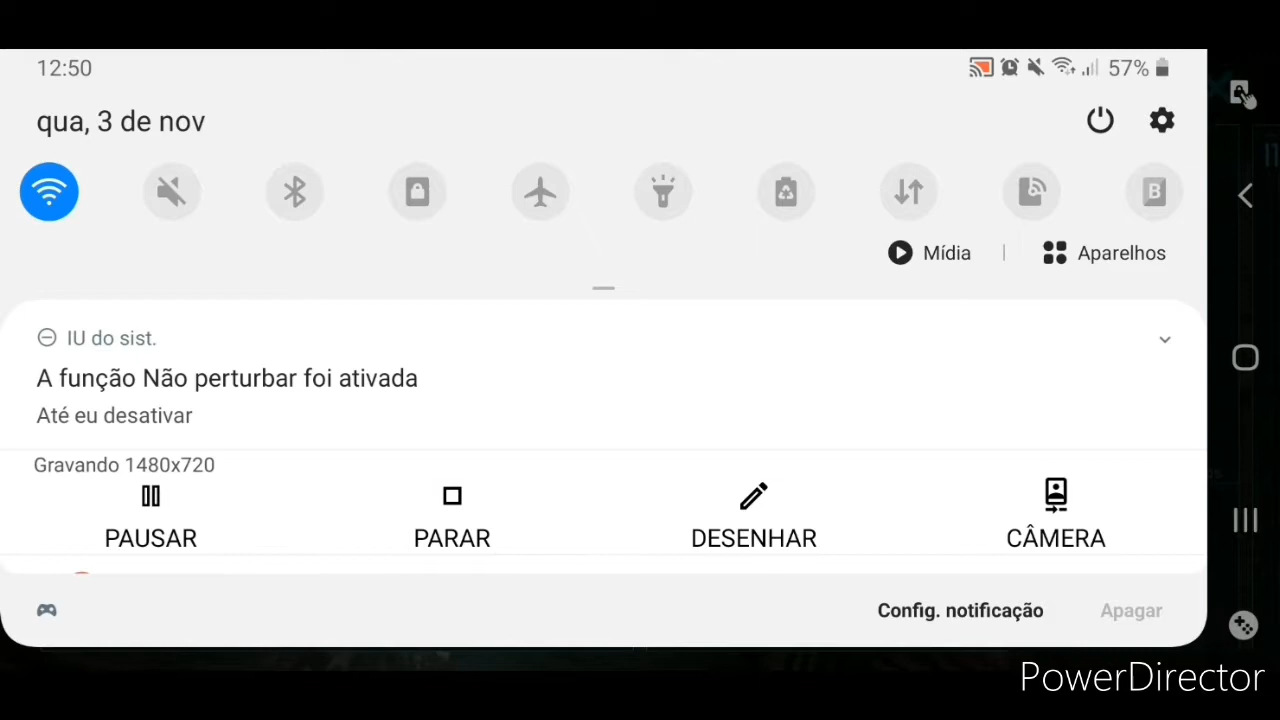 12:50
57%
qua, 3 de nov
Mídia
Aparelhos
IU do sist.
A função Não perturbar foi ativada
Até eu desativar
Gravando 1480x720
PAUSAR PARAR DESENHAR CÂMERA
Config. notificação Apagar
PowerDirector